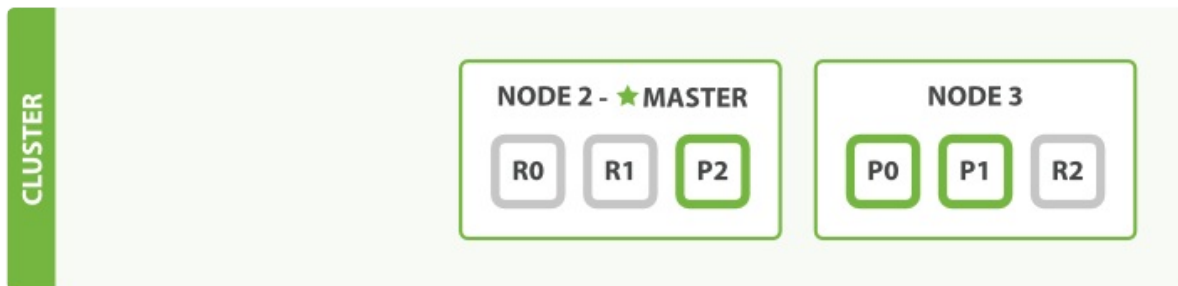 CLUSTER
NODE 2 - ★ MASTER
R0
R1
P2
NODE 3
P0
P1
R2